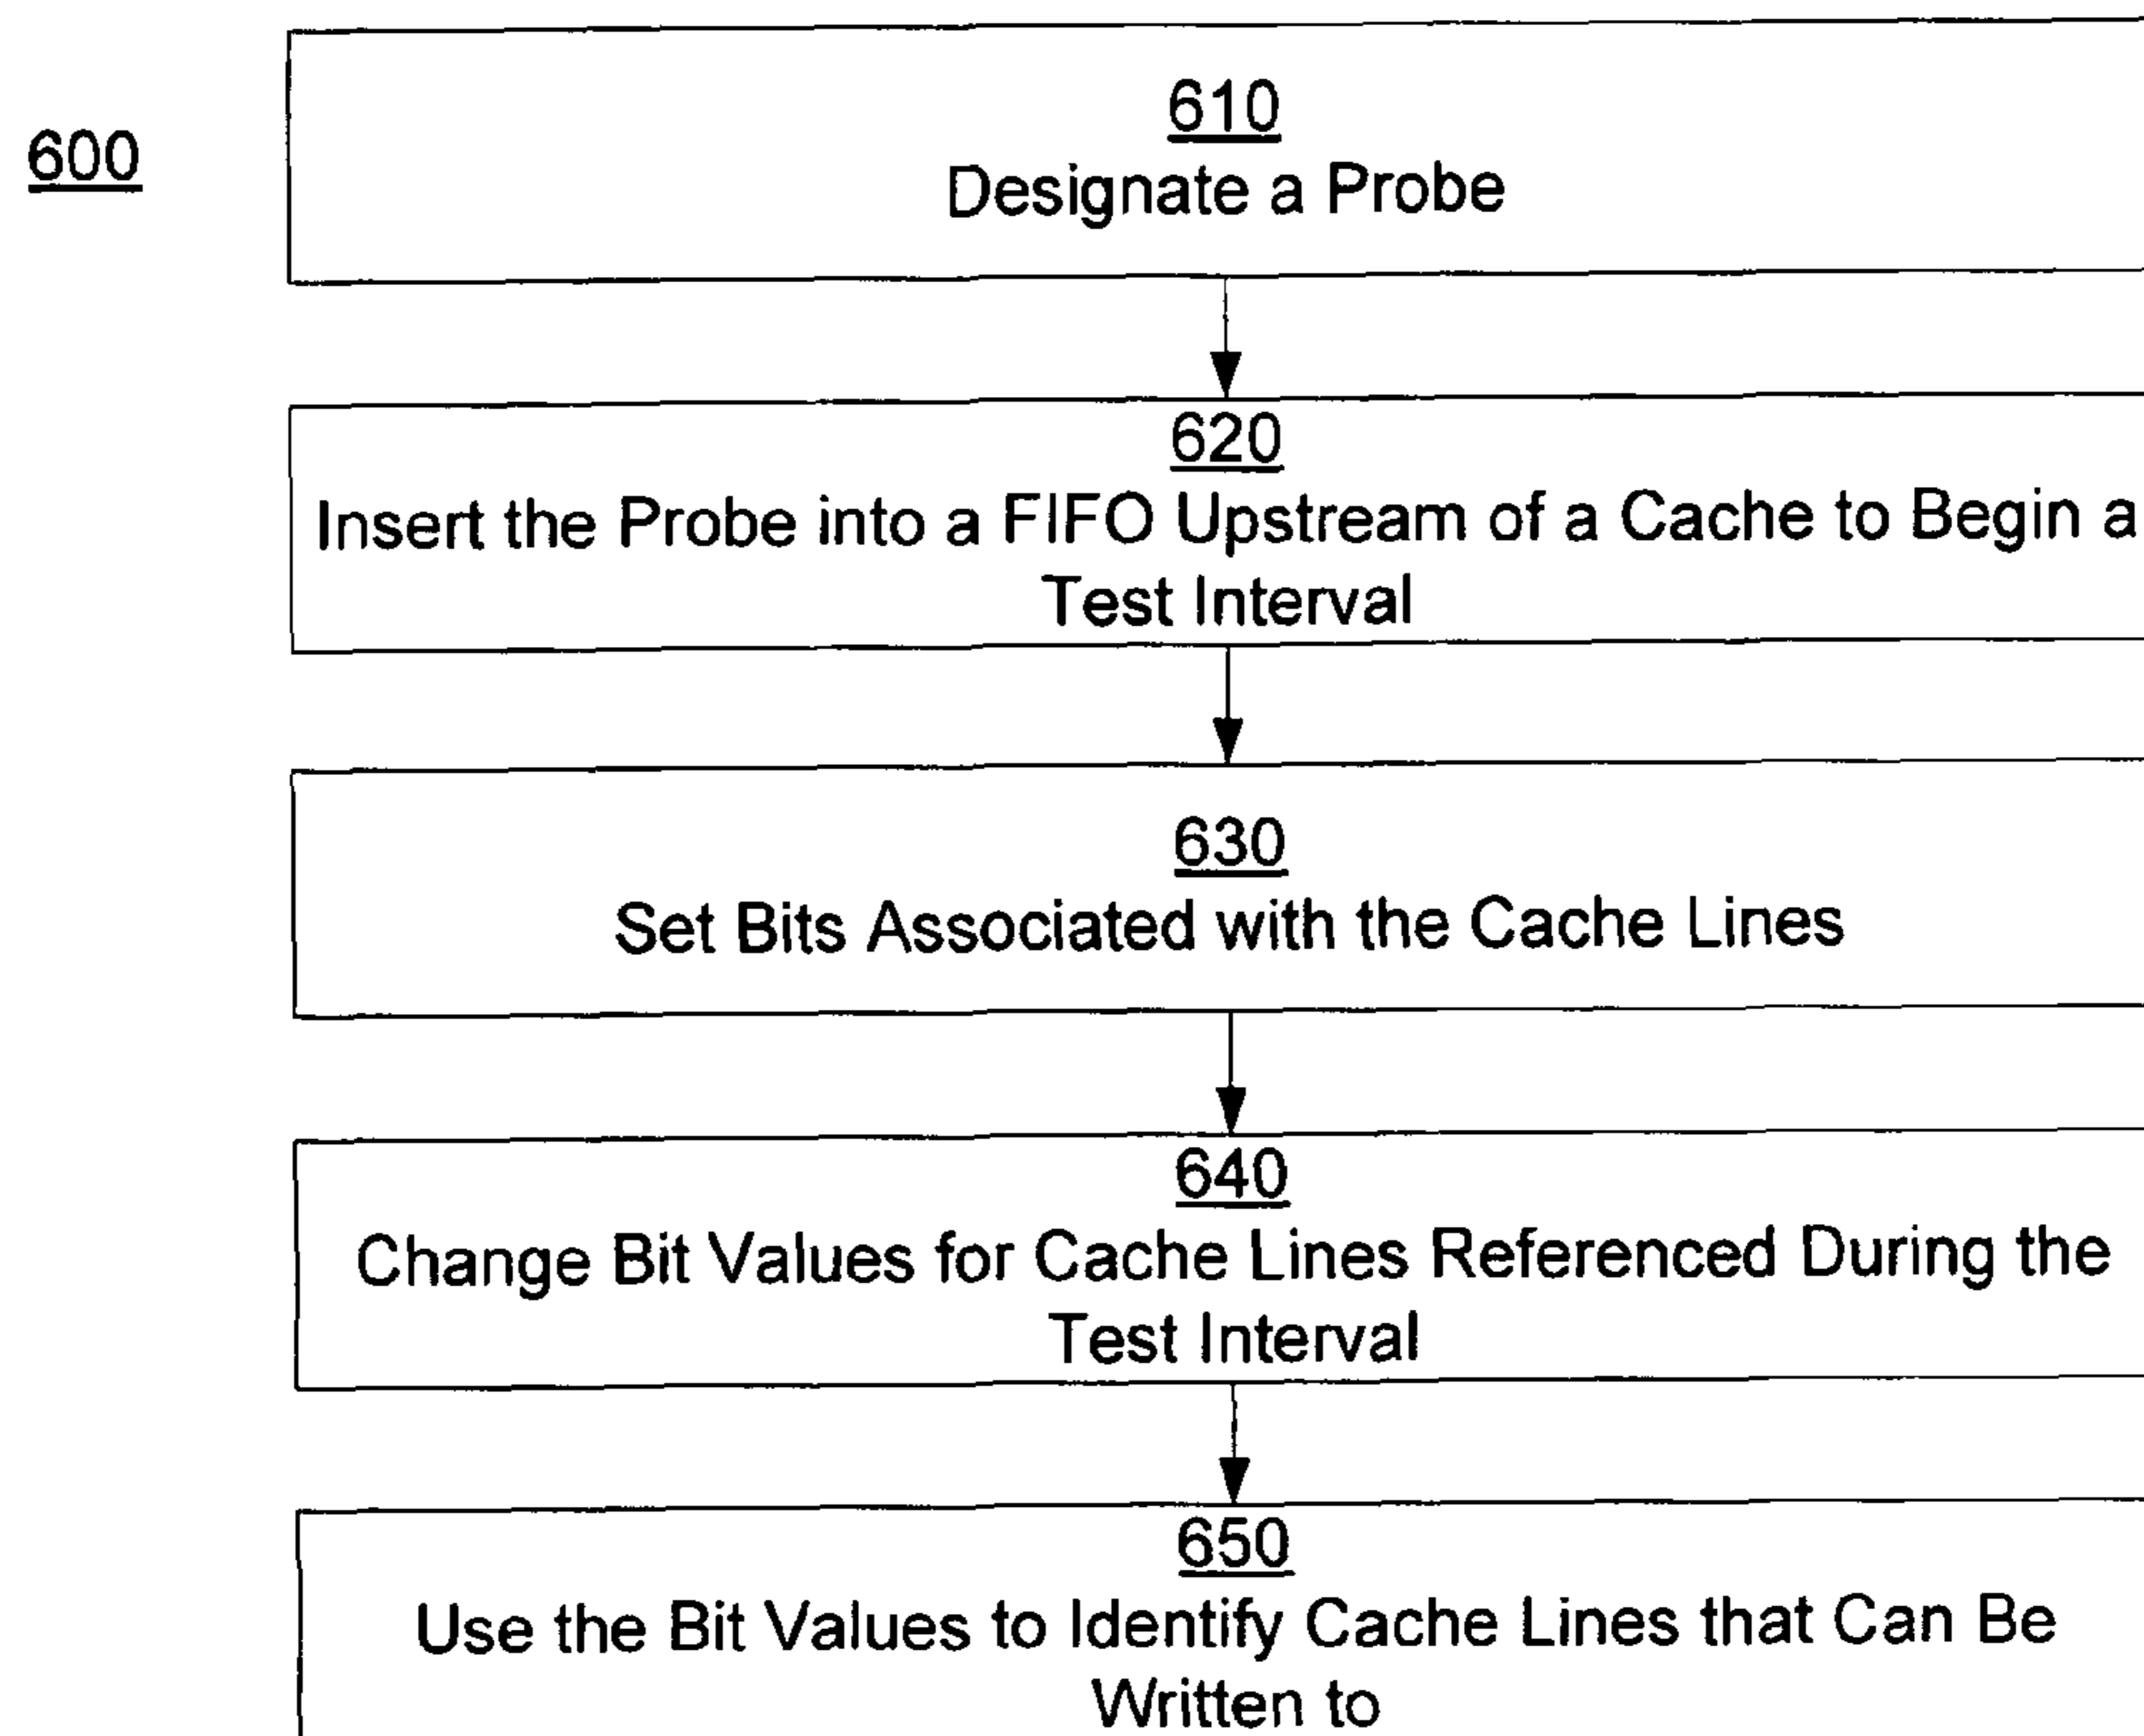 600
610
Designate a Probe
620
Insert the Probe into a FIFO Upstream of a Cache to Begin a
Test Interval
630
Set Bits Associated with the Cache Lines
640
Change Bit Values for Cache Lines Referenced During the
Test Interval
650
Use the Bit Values to Identify Cache Lines that Can Be
Written to